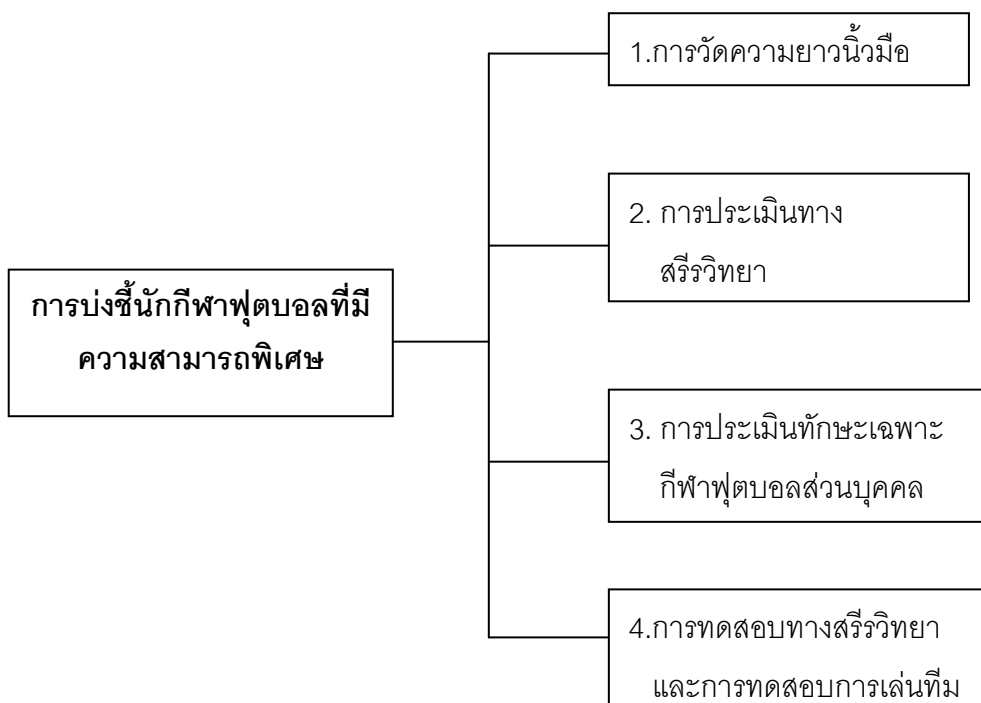 1.การวัดความยาวนิ้วมือ
2. การประเมินทาง
สรีรวิทยา
การบ่งชี้นักกีฬาฟุตบอลที่มี
ความสามารถพิเศษ
3. การประเมินทักษะเฉพาะ
กีฬาฟุตบอลส่วนบุคคล
4.การทดสอบทางสรีรวิทยา
และการทดสอบการเล่นทีม